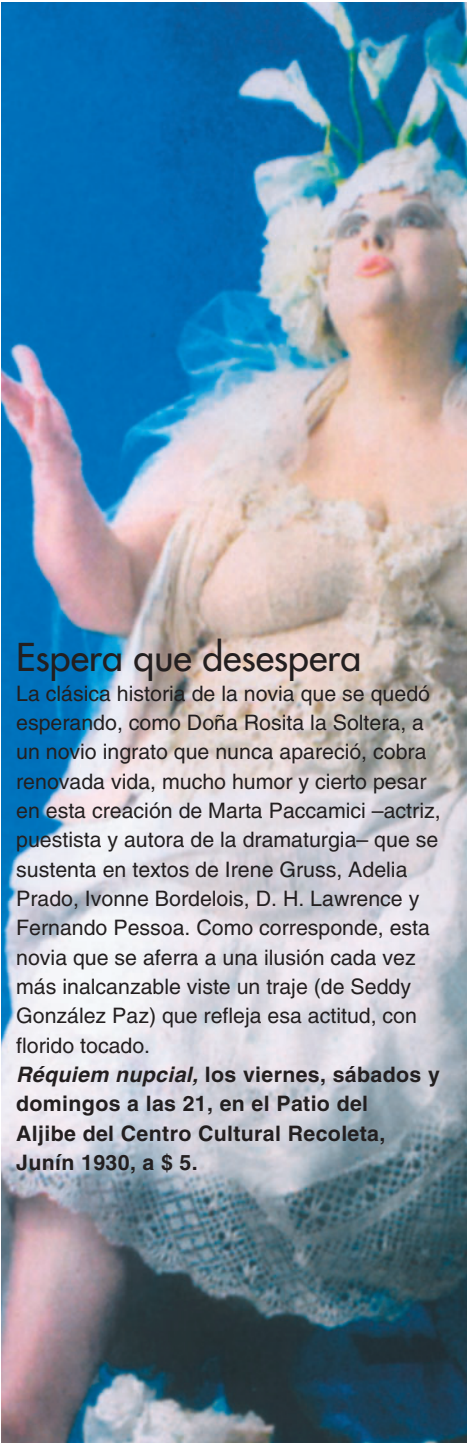 Espera que desespera
La clásica historia de la novia que se quedó
esperando, como Doña Rosita la Soltera, a
un novio ingrato que nunca apareció, cobra
renovada vida, mucho humor y cierto pesar
en esta creación de Marta Paccamici –actriz,
puestista y autora de la dramaturgia– que se
sustenta en textos de Irene Gruss, Adelia
Prado, Ivonne Bordelois, D. H. Lawrence y
Fernando Pessoa. Como corresponde, esta
novia que se aferra a una ilusión cada vez
más inalcanzable viste un traje (de Seddy
González Paz) que refleja esa actitud, con
florido tocado.
Réquiem nupcial, los viernes, sábados y
domingos a las 21, en el Patio del
Aljibe del Centro Cultural Recoleta,
Junín 1930, a $ 5.